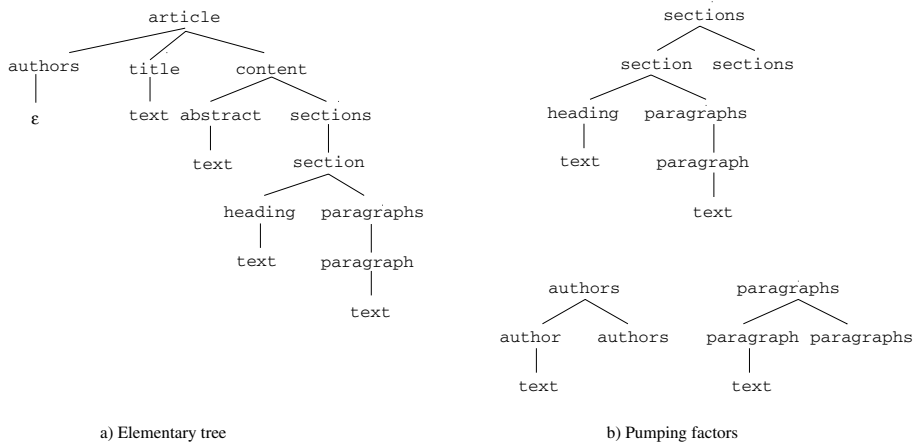 article
authors title content
ε text abstract sections
text section
heading paragraphs
text paragraph
text
a) Elementary tree
sections
section sections
heading paragraphs
text paragraph
text
authors
author authors
text
paragraphs
paragraph paragraphs
text
b) Pumping factors